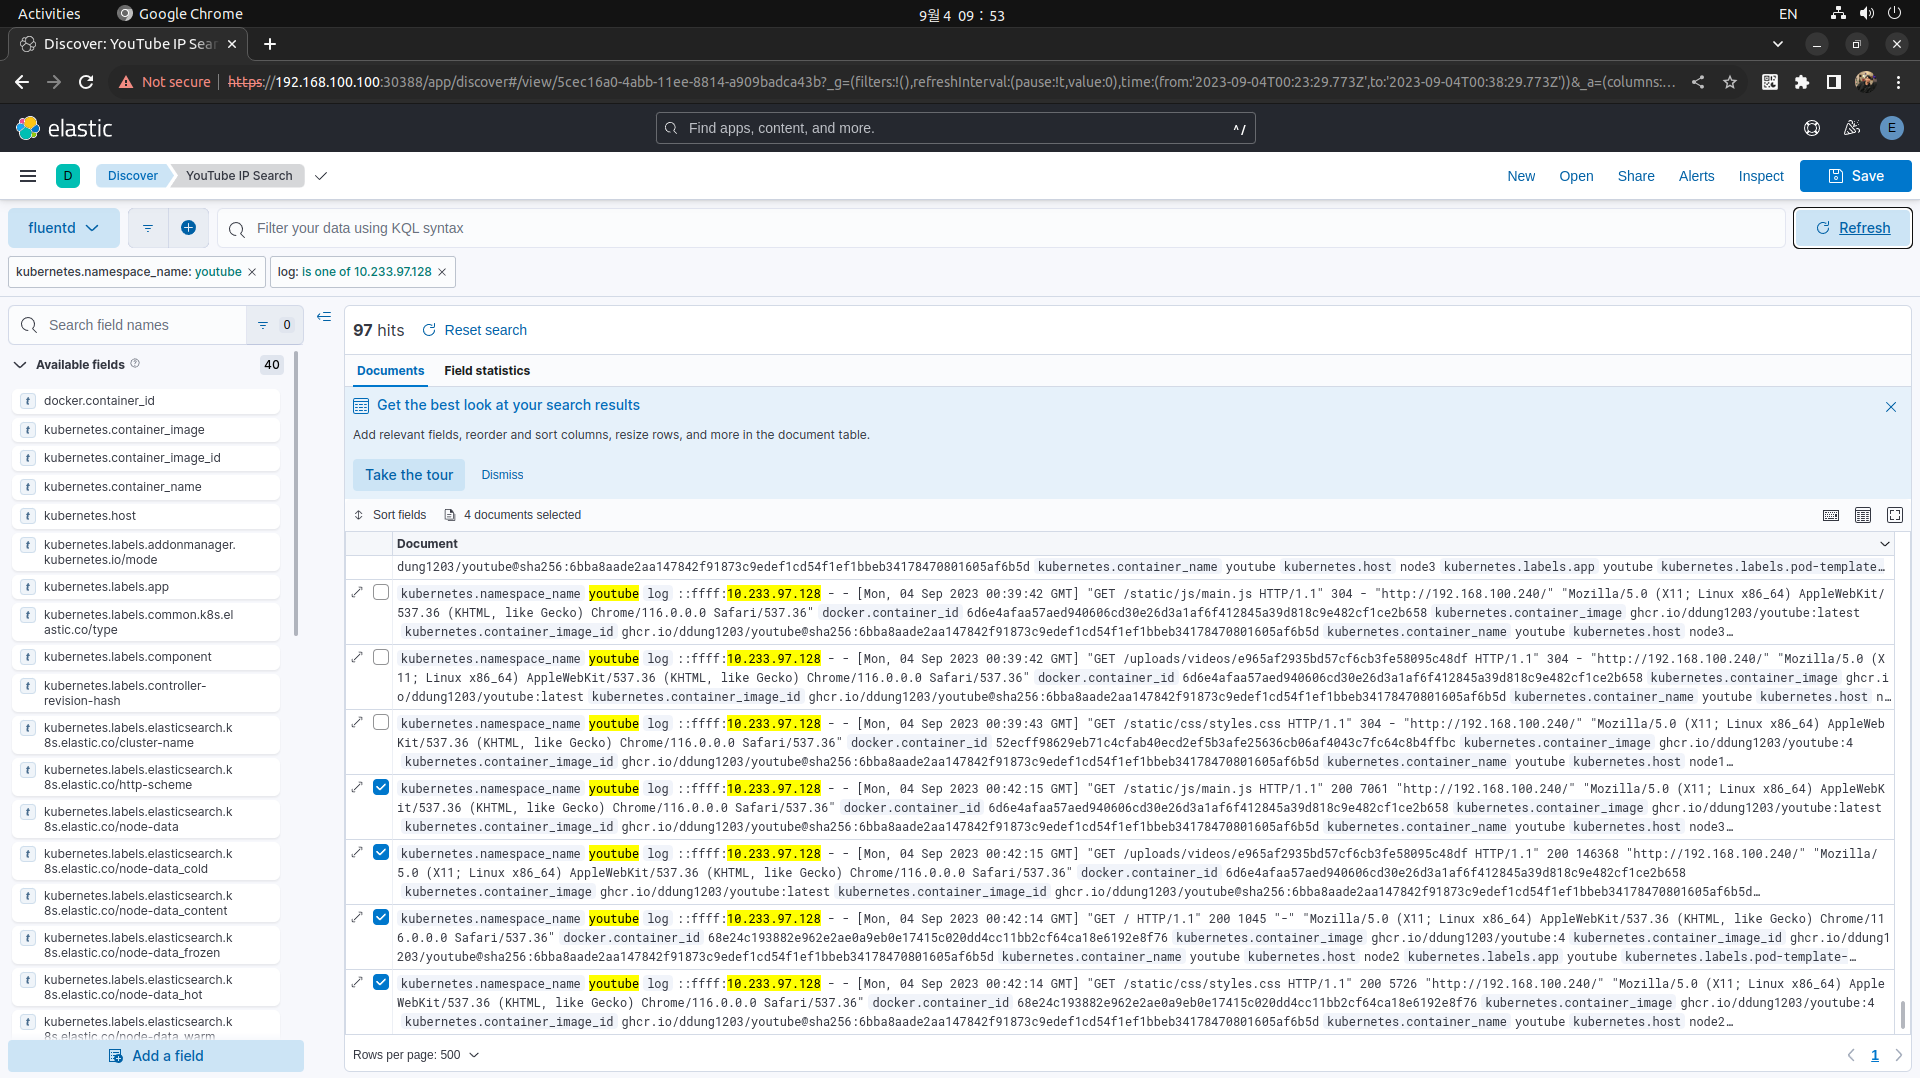 Activities
Google Chrome
9월 4 09 : 53
EN
Discover: YouTube IP Sear
Not secure
https://192.168.100.100:30388/app/discover#/view/5cec16a0-4abb-11ee-8814-a909badca43b?_g=(filters:!(),refreshInterval:(pause:!t,value:0),time:(from:'2023-09-04T00:23:29.773Z',to:'2023-09-04T00:38:29.773Z'))&_a=(columns:...
elastic
Find apps, content, and more.
^/
E
D
Discover
YouTube IP Search
New
Open
Share
Alerts
Inspect
Save
fluentd
Filter your data using KQL syntax
Refresh
kubernetes.namespace_name: youtube ×
log: is one of 10.233.97.128 ×
Search field names
0
Available fields
40
t docker.container_id
t kubernetes.container_image
t kubernetes.container_image_id
t kubernetes.container_name
t kubernetes.host
t kubernetes.labels.addonmanager.
kubernetes.io/mode
t kubernetes.labels.app
t kubernetes.labels.common.k8s.el
astic.co/type
t kubernetes.labels.component
t kubernetes.labels.controller-
revision-hash
t kubernetes.labels.elasticsearch.k
8s.elastic.co/cluster-name
t kubernetes.labels.elasticsearch.k
8s.elastic.co/http-scheme
t kubernetes.labels.elasticsearch.k
8s.elastic.co/node-data
t kubernetes.labels.elasticsearch.k
8s.elastic.co/node-data_cold
t kubernetes.labels.elasticsearch.k
8s.elastic.co/node-data_content
t kubernetes.labels.elasticsearch.k
8s.elastic.co/node-data_frozen
t kubernetes.labels.elasticsearch.k
8s.elastic.co/node-data_hot
t kubernetes.labels.elasticsearch.k
8s.elastic.co/node-data_warm
Add a field
97 hits
Reset search
Documents
Field statistics
Get the best look at your search results
Add relevant fields, reorder and sort columns, resize rows, and more in the document table.
Take the tour
Dismiss
Sort fields
4 documents selected
Document
dung1203/youtube@sha256:6bba8aade2aa147842f91873c9edef1cd54f1ef1bbeb34178470801605af6b5d kubernetes.container_name youtube kubernetes.host node3 kubernetes.labels.app youtube kubernetes.labels.pod-template…
kubernetes.namespace_name youtube log ::ffff:10.233.97.128 - - [Mon, 04 Sep 2023 00:39:42 GMT] "GET /static/js/main.js HTTP/1.1" 304 - "http://192.168.100.240/" "Mozilla/5.0 (X11; Linux x86_64) AppleWebKit/
537.36 (KHTML, like Gecko) Chrome/116.0.0.0 Safari/537.36" docker.container_id 6d6e4afaa57aed940606cd30e26d3a1af6f412845a39d818c9e482cf1ce2b658 kubernetes.container_image ghcr.io/ddung1203/youtube:latest
kubernetes.container_image_id ghcr.io/ddung1203/youtube@sha256:6bba8aade2aa147842f91873c9edef1cd54f1ef1bbeb34178470801605af6b5d kubernetes.container_name youtube kubernetes.host node3…
kubernetes.namespace_name youtube log ::ffff:10.233.97.128 - - [Mon, 04 Sep 2023 00:39:42 GMT] "GET /uploads/videos/e965af2935bd57cf6cb3fe58095c48df HTTP/1.1" 304 - "http://192.168.100.240/" "Mozilla/5.0 (X
11; Linux x86_64) AppleWebKit/537.36 (KHTML, like Gecko) Chrome/116.0.0.0 Safari/537.36" docker.container_id 6d6e4afaa57aed940606cd30e26d3a1af6f412845a39d818c9e482cf1ce2b658 kubernetes.container_image ghcr.i
o/ddung1203/youtube:latest kubernetes.container_image_id ghcr.io/ddung1203/youtube@sha256:6bba8aade2aa147842f91873c9edef1cd54f1ef1bbeb34178470801605af6b5d kubernetes.container_name youtube kubernetes.host n…
kubernetes.namespace_name youtube log ::ffff:10.233.97.128 - - [Mon, 04 Sep 2023 00:39:43 GMT] "GET /static/css/styles.css HTTP/1.1" 304 - "http://192.168.100.240/" "Mozilla/5.0 (X11; Linux x86_64) AppleWeb
Kit/537.36 (KHTML, like Gecko) Chrome/116.0.0.0 Safari/537.36" docker.container_id 52ecff98629eb71c4cfab40ecd2ef5b3afe25636cb06af4043c7fc64c8b4ffbc kubernetes.container_image ghcr.io/ddung1203/youtube:4
kubernetes.container_image_id ghcr.io/ddung1203/youtube@sha256:6bba8aade2aa147842f91873c9edef1cd54f1ef1bbeb34178470801605af6b5d kubernetes.container_name youtube kubernetes.host node1…
kubernetes.namespace_name youtube log ::ffff:10.233.97.128 - - [Mon, 04 Sep 2023 00:42:15 GMT] "GET /static/js/main.js HTTP/1.1" 200 7061 "http://192.168.100.240/" "Mozilla/5.0 (X11; Linux x86_64) AppleWebK
it/537.36 (KHTML, like Gecko) Chrome/116.0.0.0 Safari/537.36" docker.container_id 6d6e4afaa57aed940606cd30e26d3a1af6f412845a39d818c9e482cf1ce2b658 kubernetes.container_image ghcr.io/ddung1203/youtube:latest
kubernetes.container_image_id ghcr.io/ddung1203/youtube@sha256:6bba8aade2aa147842f91873c9edef1cd54f1ef1bbeb34178470801605af6b5d kubernetes.container_name youtube kubernetes.host node3…
kubernetes.namespace_name youtube log ::ffff:10.233.97.128 - - [Mon, 04 Sep 2023 00:42:15 GMT] "GET /uploads/videos/e965af2935bd57cf6cb3fe58095c48df HTTP/1.1" 200 146368 "http://192.168.100.240/" "Mozilla/
5.0 (X11; Linux x86_64) AppleWebKit/537.36 (KHTML, like Gecko) Chrome/116.0.0.0 Safari/537.36" docker.container_id 6d6e4afaa57aed940606cd30e26d3a1af6f412845a39d818c9e482cf1ce2b658
kubernetes.container_image ghcr.io/ddung1203/youtube:latest kubernetes.container_image_id ghcr.io/ddung1203/youtube@sha256:6bba8aade2aa147842f91873c9edef1cd54f1ef1bbeb34178470801605af6b5d…
kubernetes.namespace_name youtube log ::ffff:10.233.97.128 - - [Mon, 04 Sep 2023 00:42:14 GMT] "GET / HTTP/1.1" 200 1045 "-" "Mozilla/5.0 (X11; Linux x86_64) AppleWebKit/537.36 (KHTML, like Gecko) Chrome/11
6.0.0.0 Safari/537.36" docker.container_id 68e24c193882e962e2ae0a9eb0e17415c020dd4cc11bb2cf64ca18e6192e8f76 kubernetes.container_image ghcr.io/ddung1203/youtube:4 kubernetes.container_image_id ghcr.io/ddung1
203/youtube@sha256:6bba8aade2aa147842f91873c9edef1cd54f1ef1bbeb34178470801605af6b5d kubernetes.container_name youtube kubernetes.host node2 kubernetes.labels.app youtube kubernetes.labels.pod-template-…
kubernetes.namespace_name youtube log ::ffff:10.233.97.128 - - [Mon, 04 Sep 2023 00:42:14 GMT] "GET /static/css/styles.css HTTP/1.1" 200 5726 "http://192.168.100.240/" "Mozilla/5.0 (X11; Linux x86_64) Apple
WebKit/537.36 (KHTML, like Gecko) Chrome/116.0.0.0 Safari/537.36" docker.container_id 68e24c193882e962e2ae0a9eb0e17415c020dd4cc11bb2cf64ca18e6192e8f76 kubernetes.container_image ghcr.io/ddung1203/youtube:4
kubernetes.container_image_id ghcr.io/ddung1203/youtube@sha256:6bba8aade2aa147842f91873c9edef1cd54f1ef1bbeb34178470801605af6b5d kubernetes.container_name youtube kubernetes.host node2…
Rows per page: 500
1